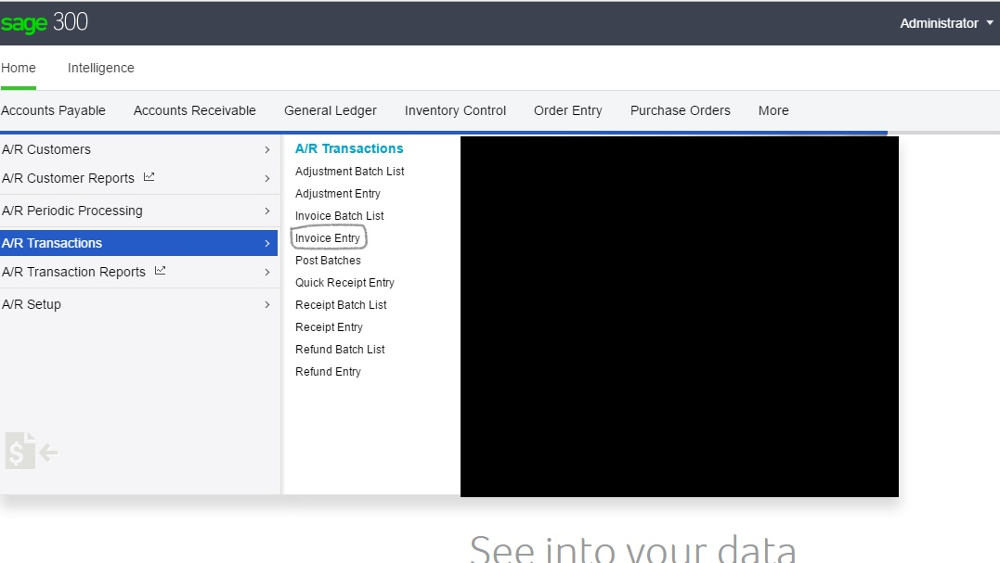 sage 300
Administrator
Home Intelligence
Accounts Payable Accounts Receivable General Ledger Inventory Control Order Entry Purchase Orders More
A/R Customers
A/R Customer Reports
A/R Periodic Processing
A/R Transactions
A/R Transaction Reports
A/R Setup
A/R Transactions
Adjustment Batch List
Adjustment Entry
Invoice Batch List
Invoice Entry
Post Batches
Quick Receipt Entry
Receipt Batch List
Receipt Entry
Refund Batch List
Refund Entry
$
See into your data